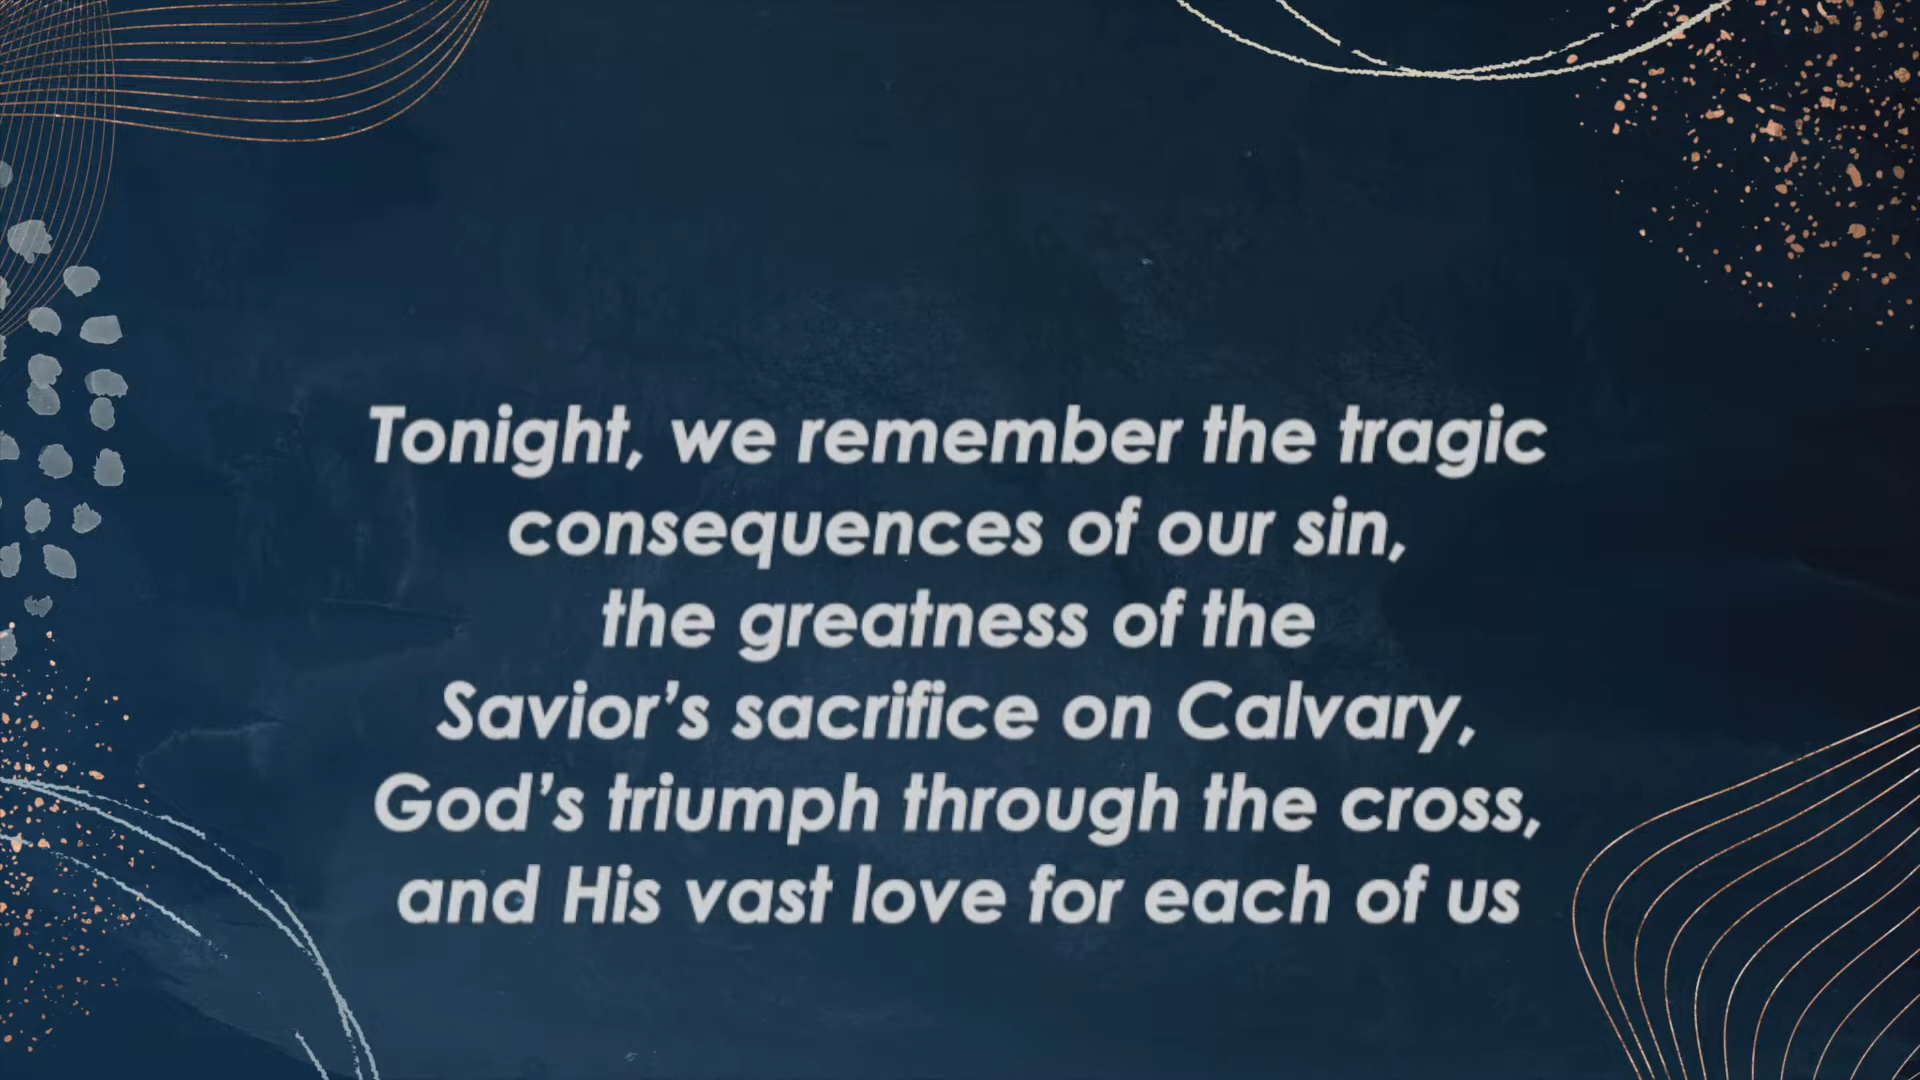 Tonight, we remember the tragic
consequences of our sin,
the greatness of the
Savior’s sacrifice on Calvary,
God’s triumph through the cross,
and His vast love for each of us